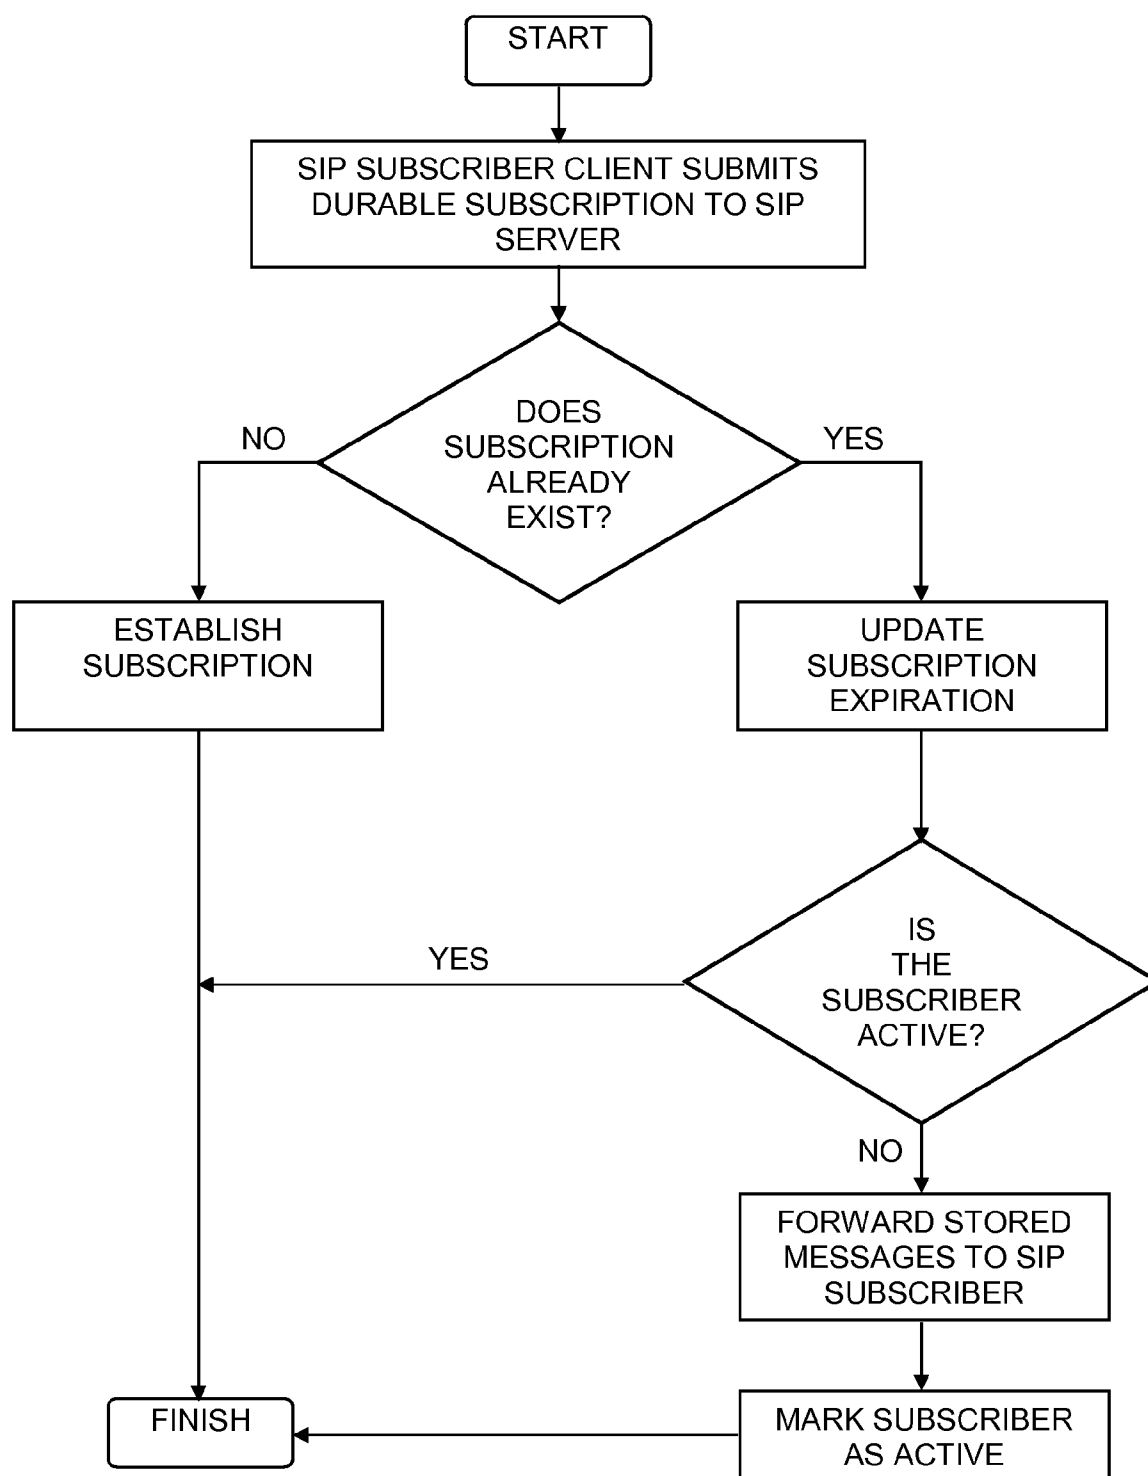 START
SIP SUBSCRIBER CLIENT SUBMITS
DURABLE SUBSCRIPTION TO SIP
SERVER
DOES
SUBSCRIPTION
ALREADY
EXIST?
NO
YES
ESTABLISH
SUBSCRIPTION
UPDATE
SUBSCRIPTION
EXPIRATION
IS
THE
SUBSCRIBER
ACTIVE?
YES
NO
FORWARD STORED
MESSAGES TO SIP
SUBSCRIBER
MARK SUBSCRIBER
AS ACTIVE
FINISH